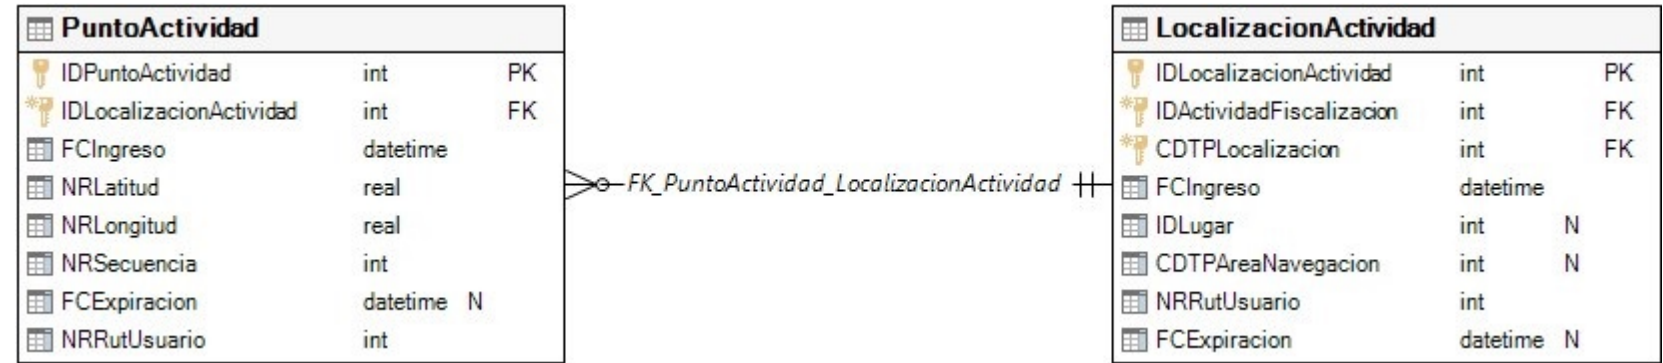 PuntoActividad
IDPuntoActividad int PK
IDLocalizacionActividad int FK
FCIngreso datetime
NRLatitud real
NRLongitud real
NRSecuencia int
FCExpiracion datetime N
NRRutUsuario int
FK_PuntoActividad_LocalizacionActividad
LocalizacionActividad
IDLocalizacionActividad int PK
IDActividadFiscalizacion int FK
CDTPLocalizacion int FK
FCIngreso datetime
IDLugar int N
CDTPAreaNavegacion int N
NRRutUsuario int
FCExpiracion datetime N